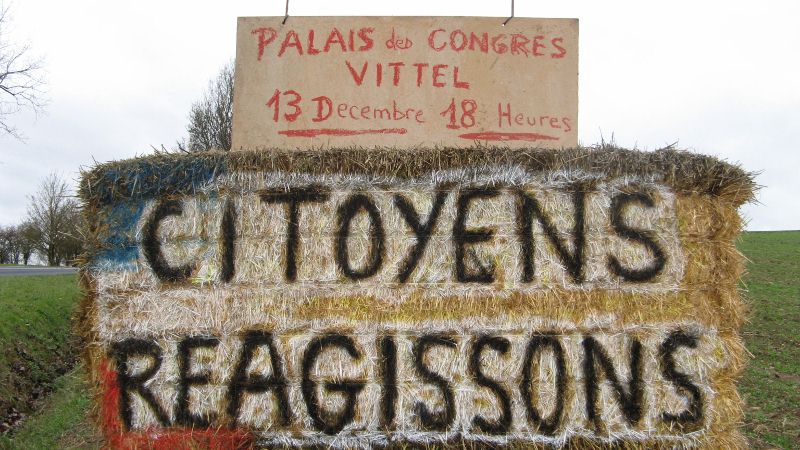 PALAIS des CONGRES
VITTEL
13 Decembre 18 Heures
CITOYENS
REAGISSONS